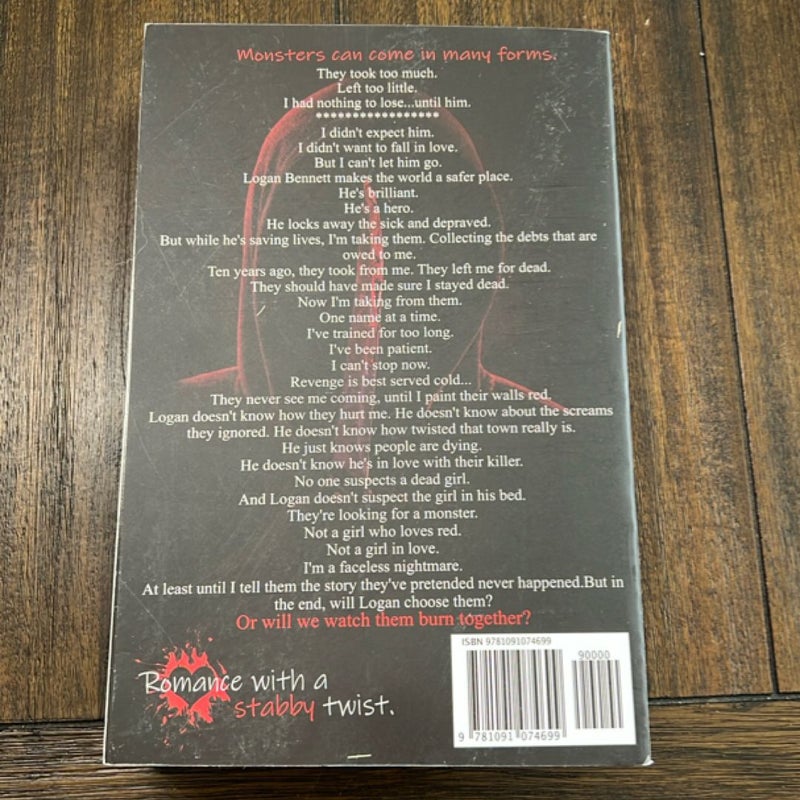 Monsters can come in many forms.
They took too much.
Left too little.
I had nothing to lose...until him.
******************
I didn't expect him.
I didn't want to fall in love.
But I can't let him go.
Logan Bennett makes the world a safer place.
He's brilliant.
He's a hero.
He locks away the sick and depraved.
But while he's saving lives, I'm taking them. Collecting the debts that are
owed to me.
Ten years ago, they took from me. They left me for dead.
They should have made sure I stayed dead.
Now I'm taking from them.
One name at a time.
I've trained for too long.
I've been patient.
I can't stop now.
Revenge is best served cold...
They never see me coming, until I paint their walls red.
Logan doesn't know how they hurt me. He doesn't know about the screams
they ignored. He doesn't know how twisted that town really is.
He just knows people are dying.
He doesn't know he's in love with their killer.
No one suspects a dead girl.
And Logan doesn't suspect the girl in his bed.
They're looking for a monster.
Not a girl who loves red.
Not a girl in love.
I'm a faceless nightmare.
At least until I tell them the story they've pretended never happened.But in
the end, will Logan choose them?
Or will we watch them burn together?
Romance with a
stabby twist.
ISBN 9781091074699
90000
9 781091 074699